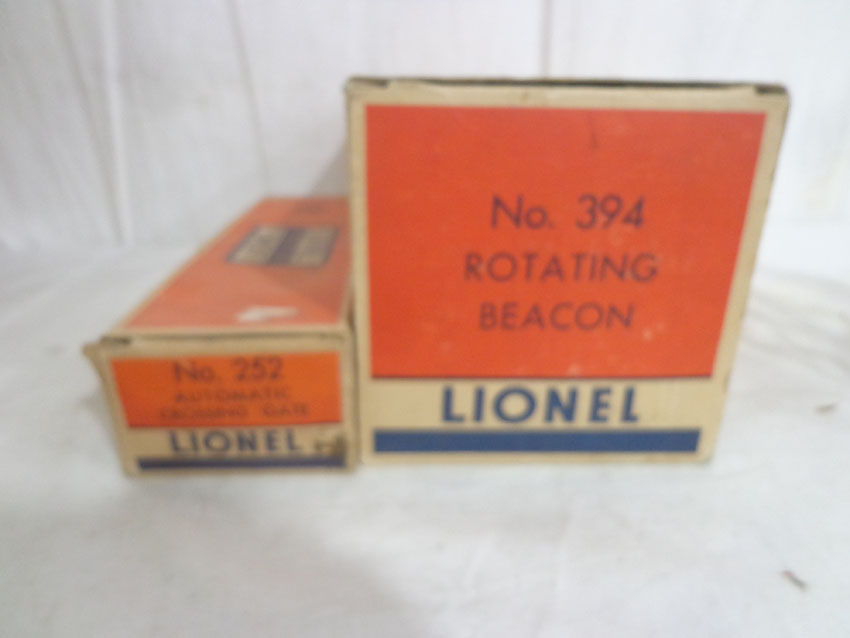 No. 252
AUTOMATIC
CROSSING GATE
LIONEL
No. 394
ROTATING
BEACON
LIONEL